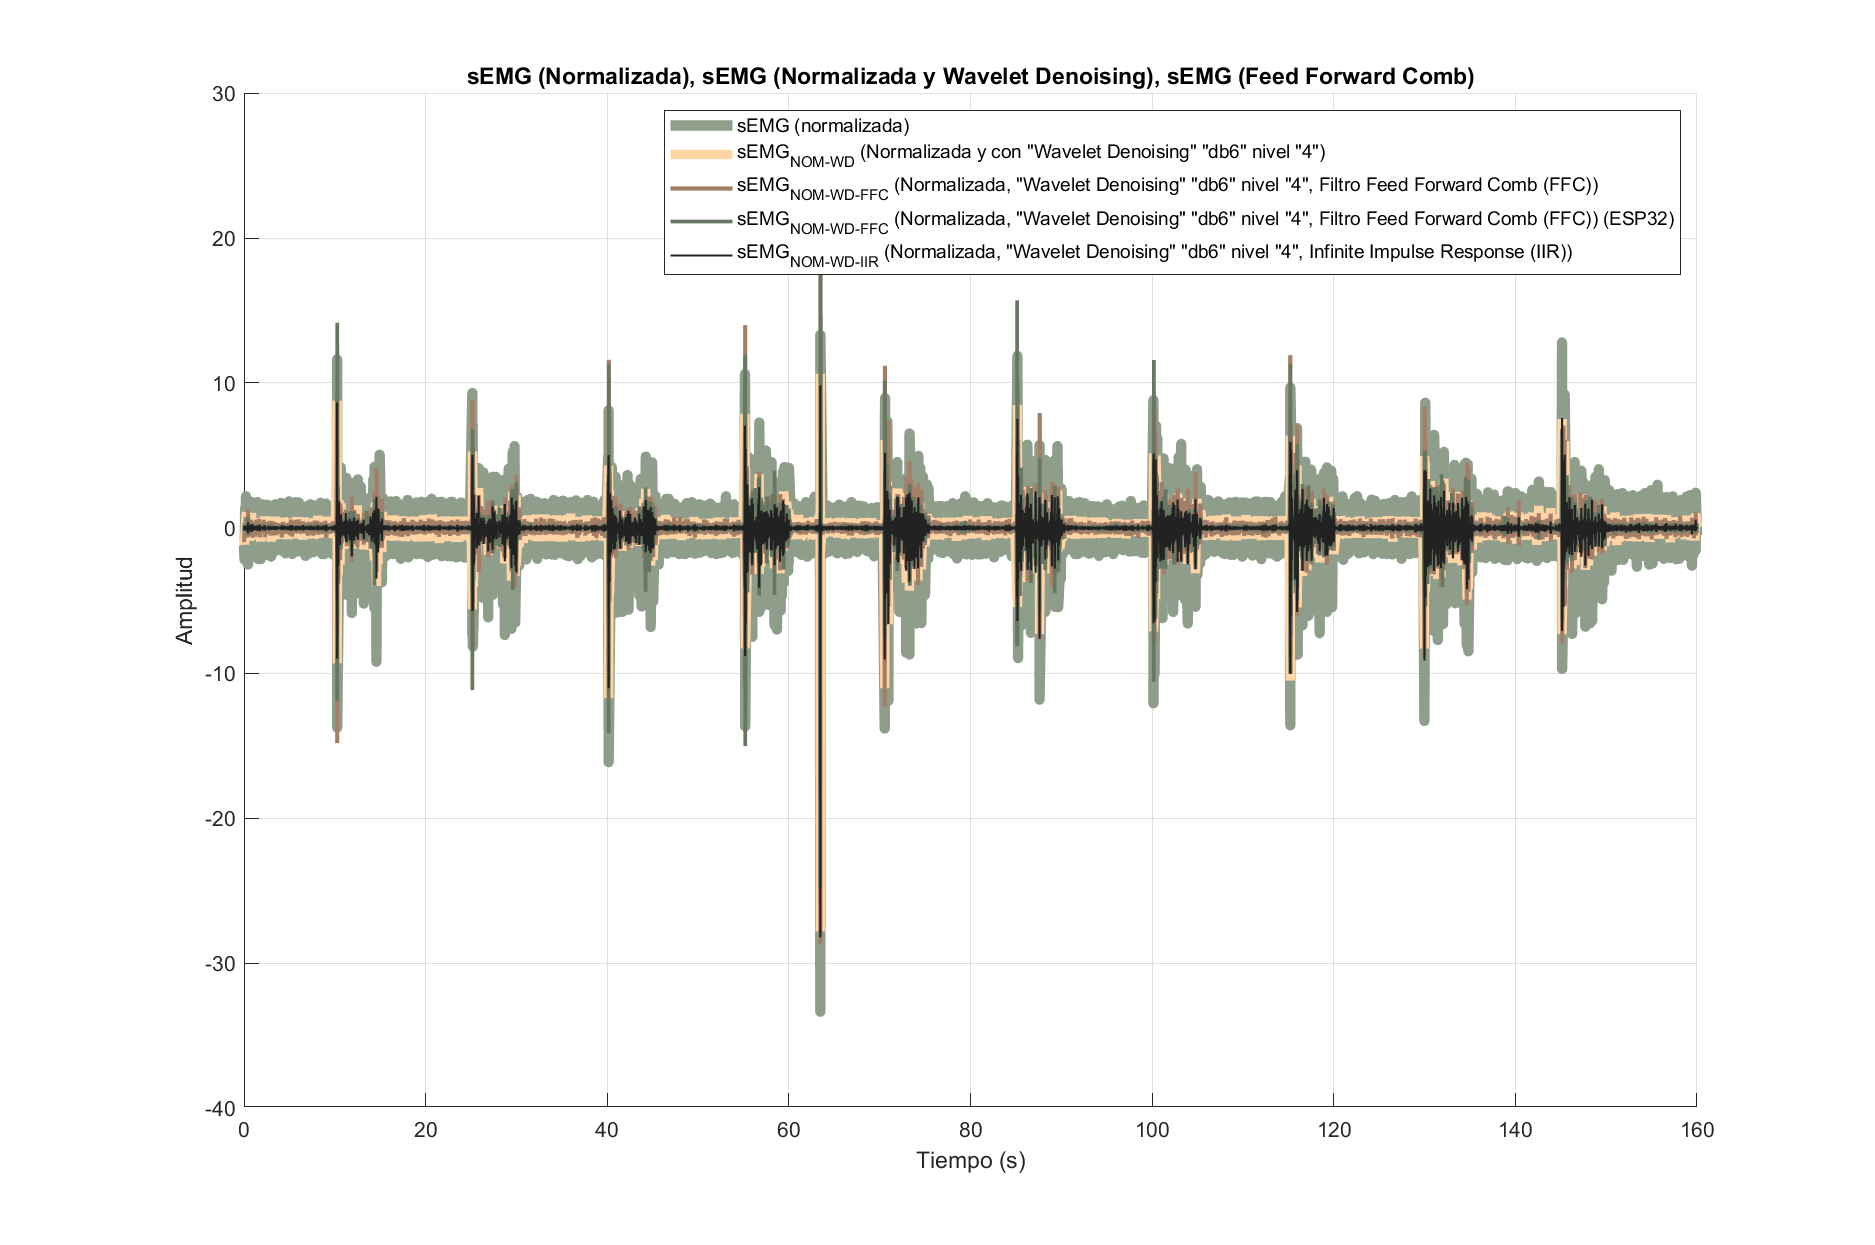 sEMG (Normalizada), sEMG (Normalizada y Wavelet Denoising), sEMG (Feed Forward Comb)
sEMG (normalizada)
sEMG_NOM-WD (Normalizada y con "Wavelet Denoising" "db6" nivel "4")
sEMG_NOM-WD-FFC (Normalizada, "Wavelet Denoising" "db6" nivel "4", Filtro Feed Forward Comb (FFC))
sEMG_NOM-WD-FFC (Normalizada, "Wavelet Denoising" "db6" nivel "4", Filtro Feed Forward Comb (FFC)) (ESP32)
sEMG_NOM-WD-IIR (Normalizada, "Wavelet Denoising" "db6" nivel "4", Infinite Impulse Response (IIR))
30
20
10
0
-10
-20
-30
-40
Amplitud
0 20 40 60 80 100 120 140 160
Tiempo (s)